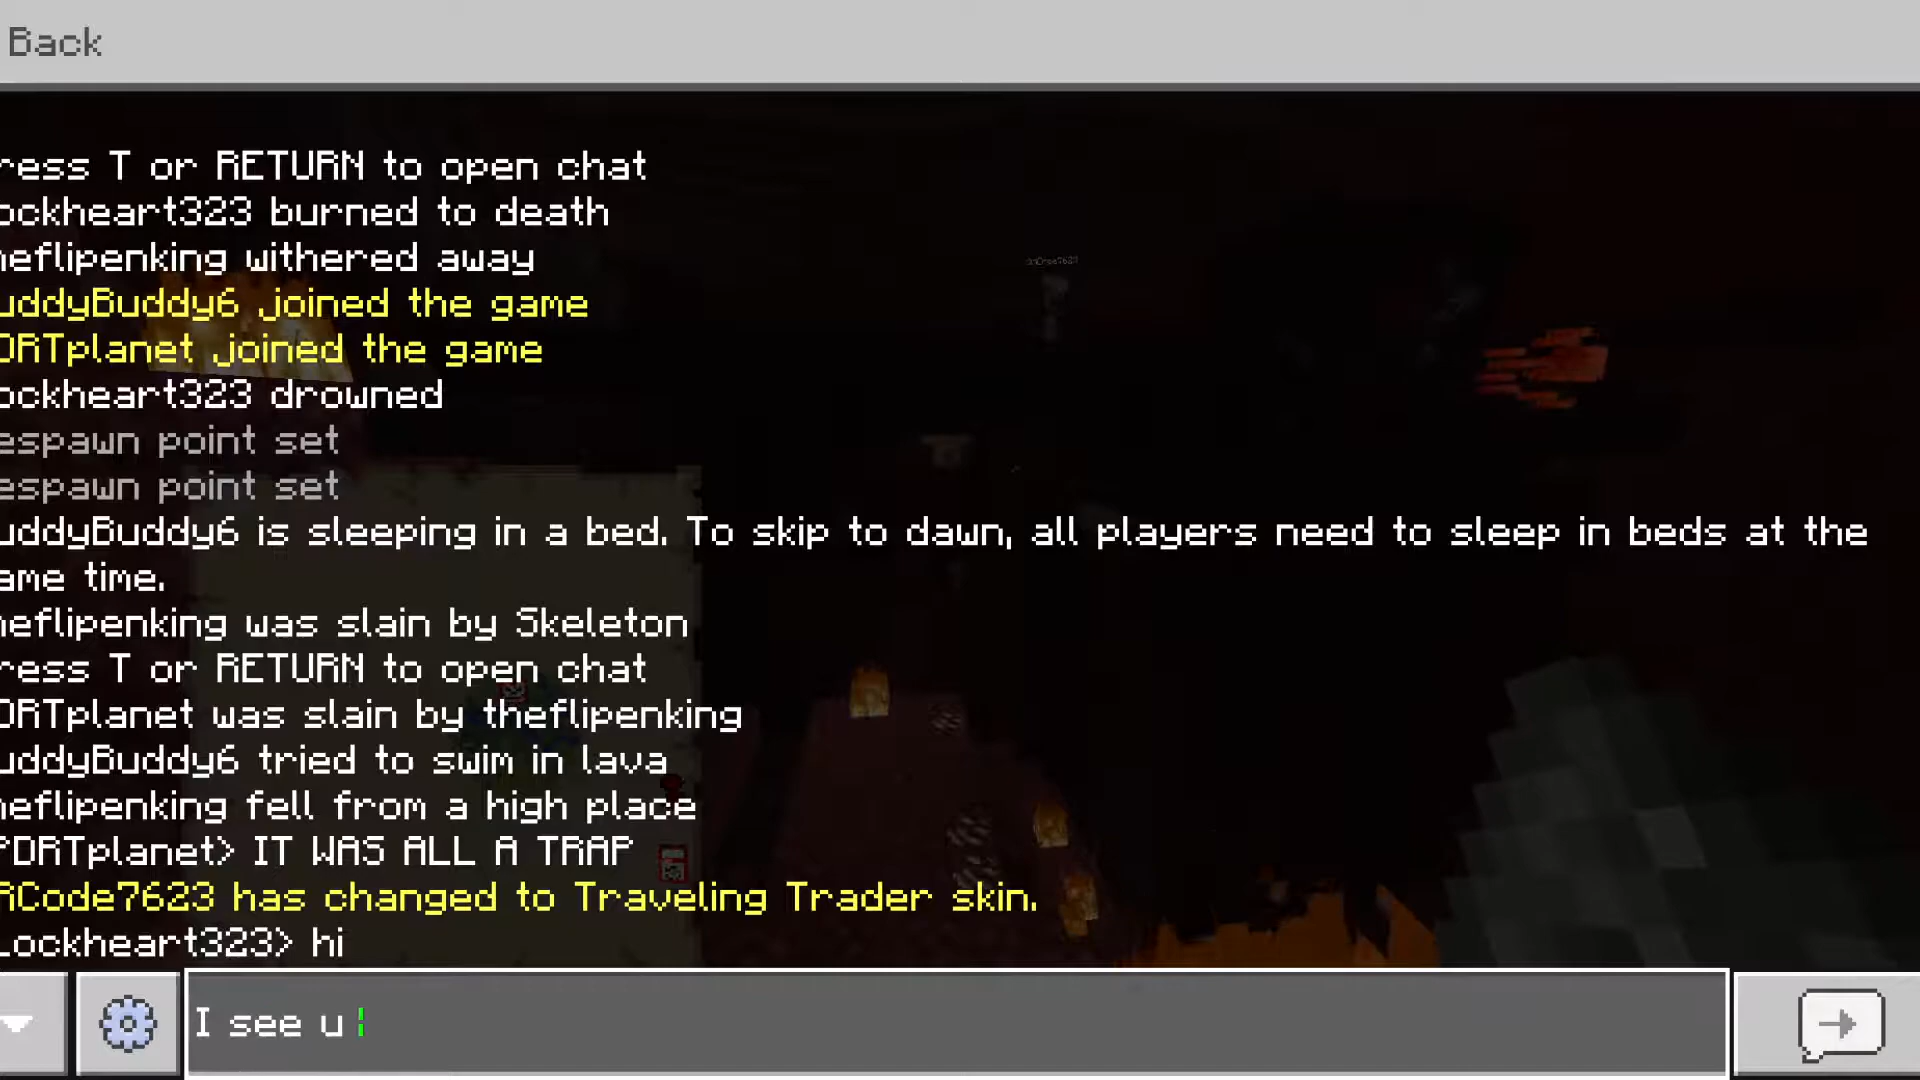 Back
ress T or RETURN to open chat
ockheart323 burned to death
heflipenking withered away
uddyBuddy6 joined the game
DRTplanet joined the game
ockheart323 drowned
espawn point set
espawn point set
uddyBuddy6 is sleeping in a bed. To skip to dawn, all players need to sleep in beds at the
ame time.
heflipenking was slain by Skeleton
ress T or RETURN to open chat
DRTplanet was slain by theflipenking
uddyBuddy6 tried to swim in lava
heflipenking fell from a high place
PDRTplanet> IT WAS ALL A TRAP
RCode7623 has changed to Traveling Trader skin.
Lockheart323> hi
I see u